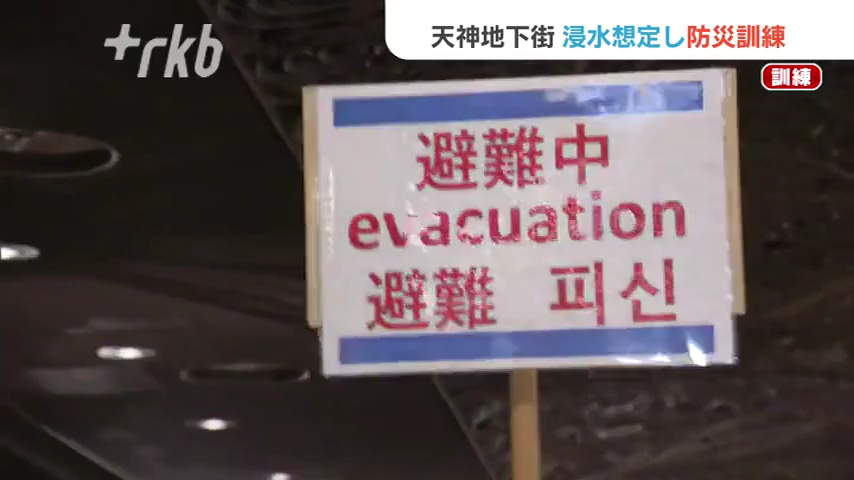 +rkb
天神地下街 浸水想定し防災訓練
訓練
避難中
evacuation
避難 피신